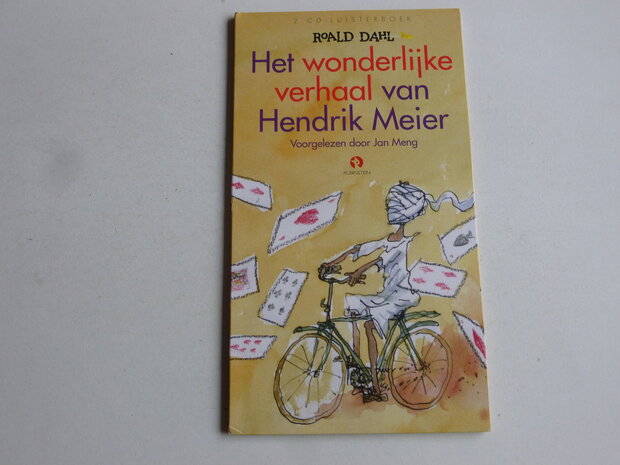 2 CD LUISTERBOEK
ROALD DAHL
Het wonderlijke
verhaal van
Hendrik Meier
Voorgelezen door Jan Meng
RUBINSTEIN